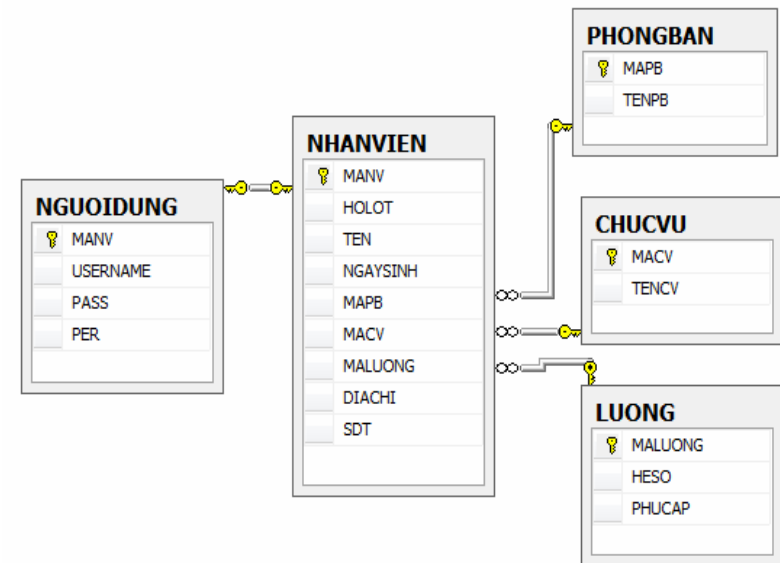 NGUOIDUNG
MANV
USERNAME
PASS
PER
NHANVIEN
MANV
HOLOT
TEN
NGAYSINH
MAPB
MACV
MALUONG
DIACHI
SDT
PHONGBAN
MAPB
TENPB
CHUCVU
MACV
TENCV
LUONG
MALUONG
HESO
PHUCAP